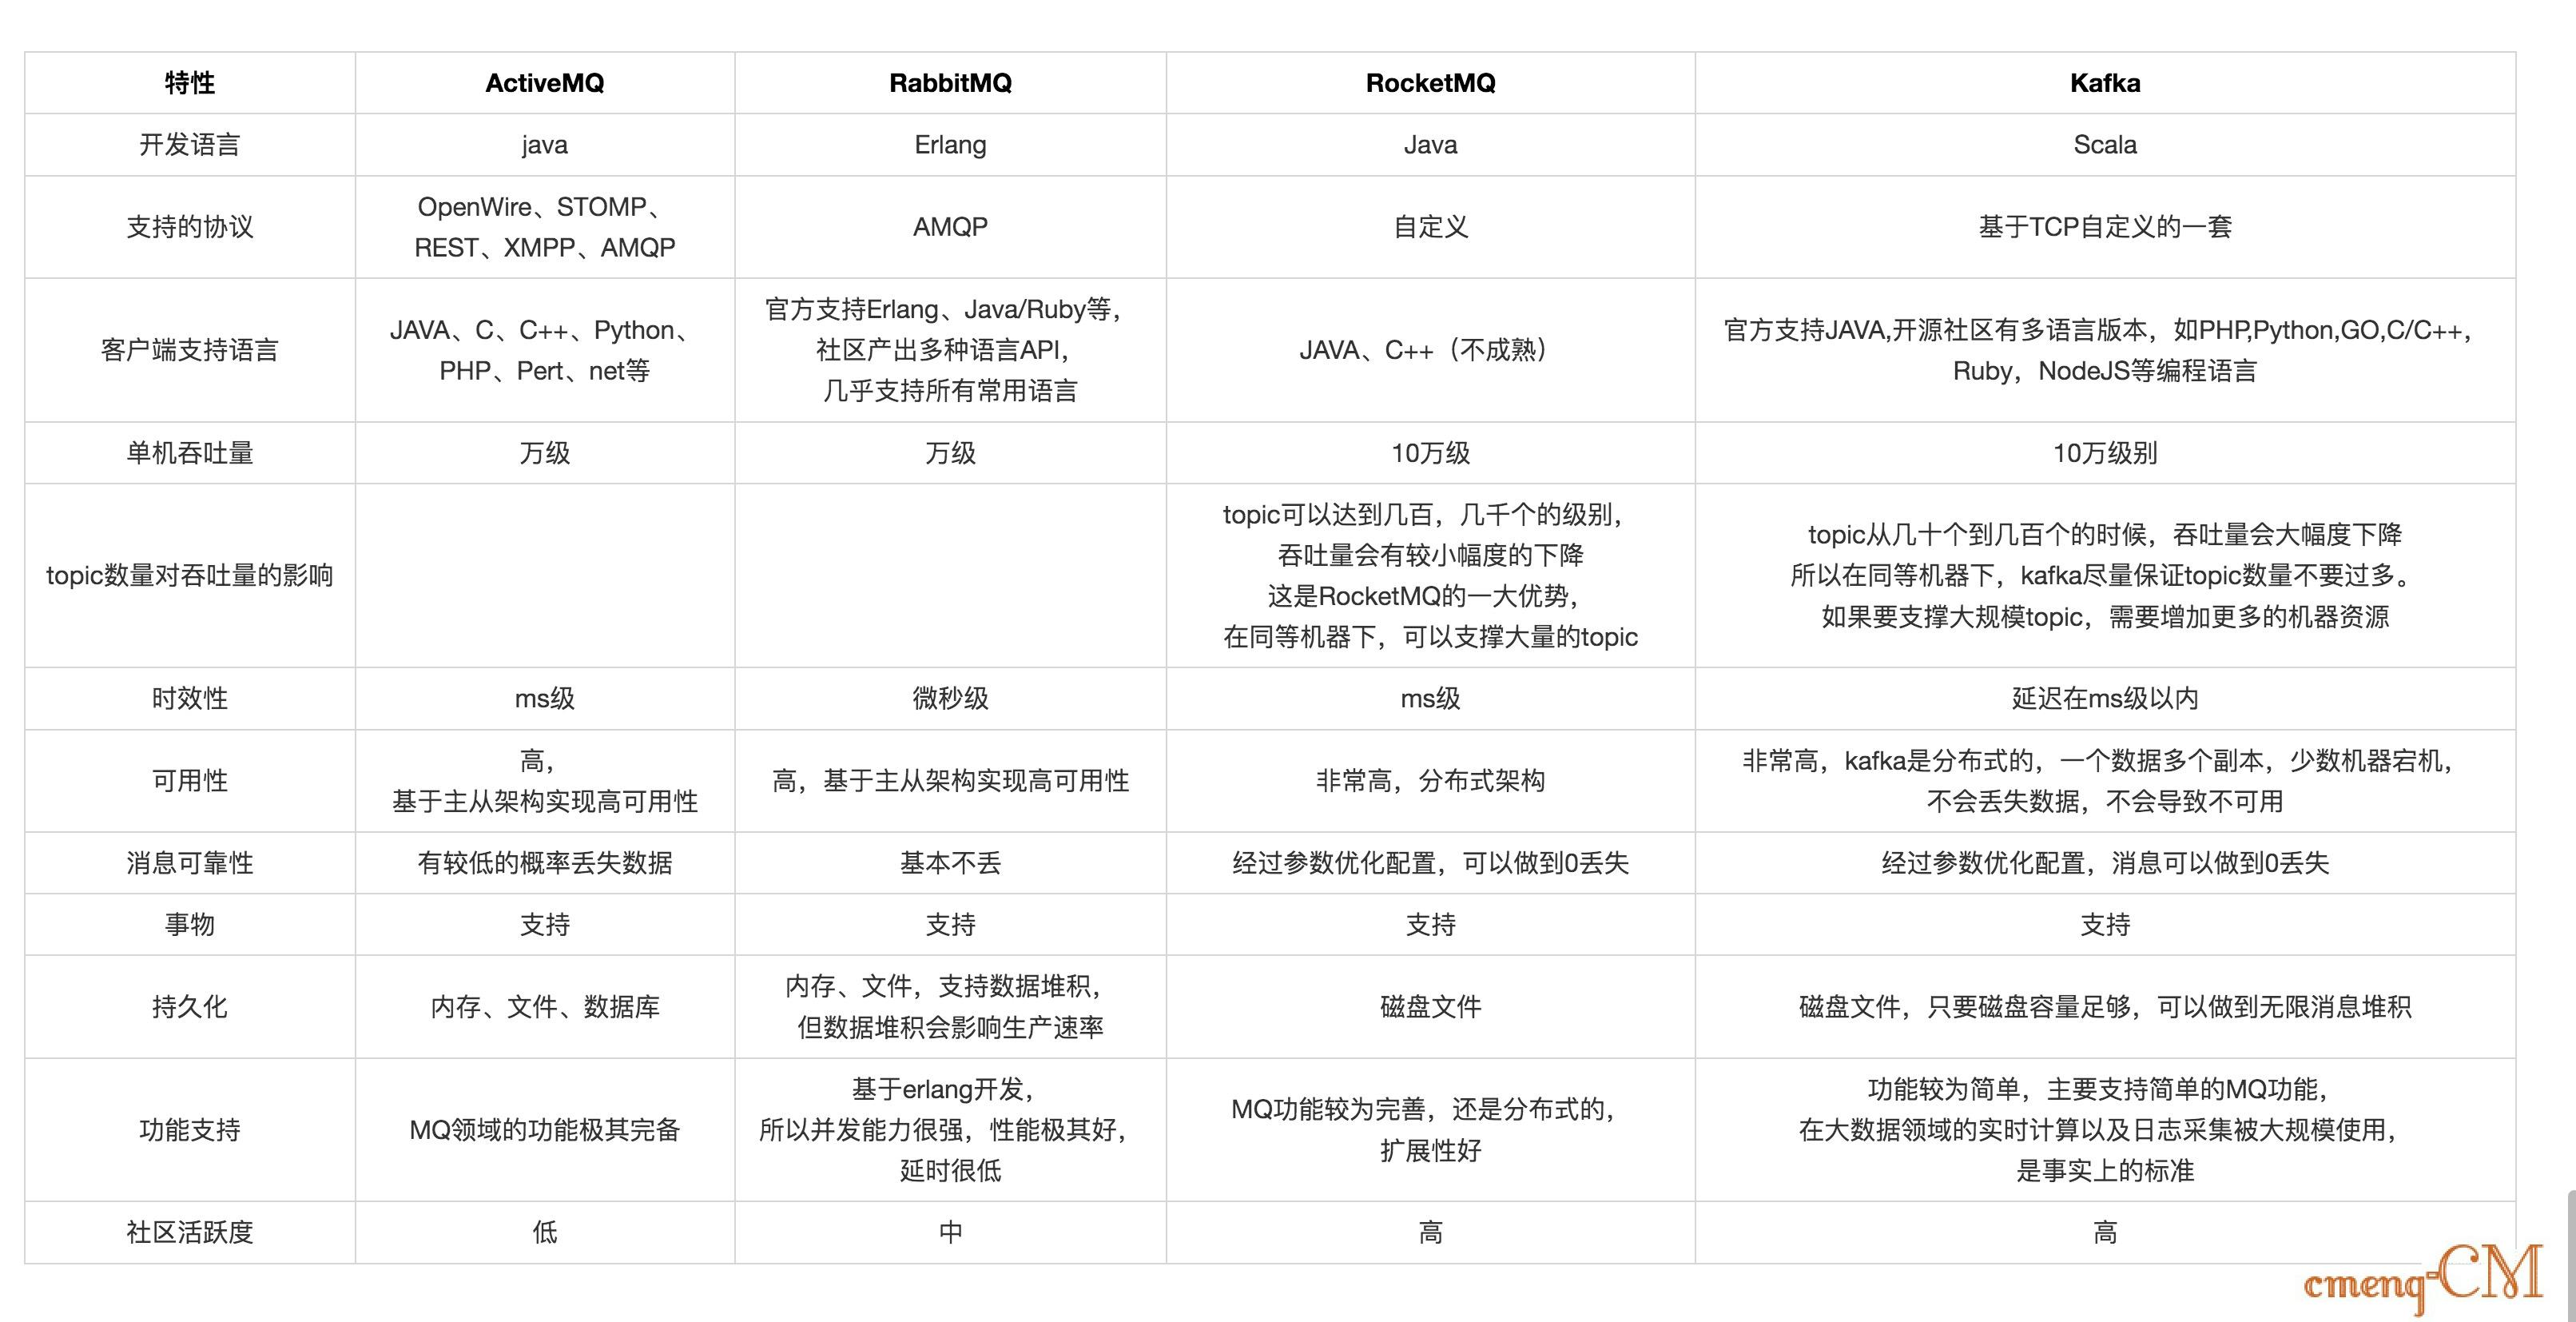 特性 ActiveMQ RabbitMQ RocketMQ Kafka
开发语言 java Erlang Java Scala
支持的协议
OpenWire、STOMP、
REST、XMPP、AMQP
AMQP
自定义
基于TCP自定义的一套
客户端支持语言
JAVA、C、C++、Python、
PHP、Pert、net等
官方支持Erlang、Java/Ruby等，
社区产出多种语言API，
几乎支持所有常用语言
JAVA、C++（不成熟）
官方支持JAVA,开源社区有多语言版本，如PHP,Python,GO,C/C++，
Ruby，NodeJS等编程语言
单机吞吐量 万级 万级 10万级 10万级别
topic数量对吞吐量的影响
topic可以达到几百，几千个的级别，
吞吐量会有较小幅度的下降
这是RocketMQ的一大优势，
在同等机器下，可以支撑大量的topic
topic从几十个到几百个的时候，吞吐量会大幅度下降
所以在同等机器下，kafka尽量保证topic数量不要过多。
如果要支撑大规模topic，需要增加更多的机器资源
时效性 ms级 微秒级 ms级 延迟在ms级以内
可用性
高，
基于主从架构实现高可用性
高，基于主从架构实现高可用性
非常高，分布式架构
非常高，kafka是分布式的，一个数据多个副本，少数机器宕机，
不会丢失数据，不会导致不可用
消息可靠性 有较低的概率丢失数据 基本不丢 经过参数优化配置，可以做到0丢失 经过参数优化配置，消息可以做到0丢失
事物 支持 支持 支持 支持
持久化
内存、文件、数据库
内存、文件，支持数据堆积，
但数据堆积会影响生产速率
磁盘文件
磁盘文件，只要磁盘容量足够，可以做到无限消息堆积
功能支持
MQ领域的功能极其完备
基于erlang开发，
所以并发能力很强，性能极其好，
延时很低
MQ功能较为完善，还是分布式的，
扩展性好
功能较为简单，主要支持简单的MQ功能，
在大数据领域的实时计算以及日志采集被大规模使用，
是事实上的标准
社区活跃度 低 中 高 高
cmenq-CM